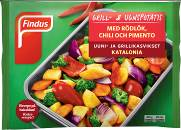 Findus
GRILL- & UGNSPOTATIS
MED RÖDLÖK,
CHILI OCH PIMENTO
UUNI- JA GRILLIKASVIKSET
KATALONIA